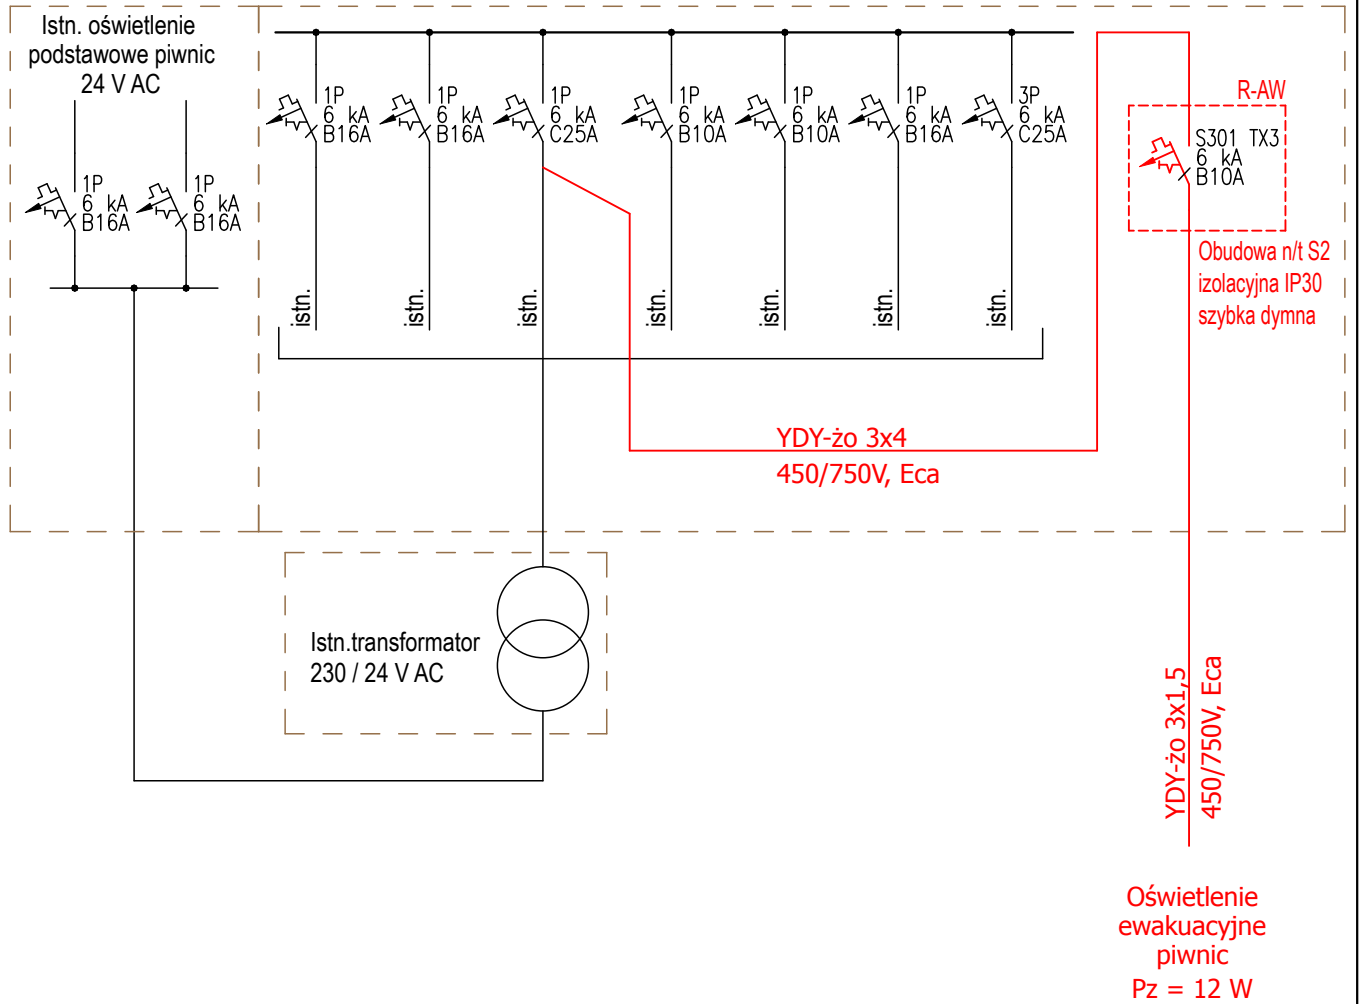 Istn. oświetlenie
podstawowe piwnic
24 V AC
1P
6 kA
B16A
1P
6 kA
B16A
1P
6 kA
B16A
1P
6 kA
B16A
1P
6 kA
C25A
1P
6 kA
B10A
1P
6 kA
B10A
1P
6 kA
B16A
3P
6 kA
C25A
istn.
istn.
istn.
istn.
istn.
istn.
istn.
R-AW
S301 TX3
6 kA
B10A
Obudowa n/t S2
izolacyjna IP30
szybka dymna
YDY-żo 3x4
450/750V, Eca
Istn.transformator
230 / 24 V AC
YDY-żo 3x1,5
450/750V, Eca
Oświetlenie
ewakuacyjne
piwnic
Pz = 12 W